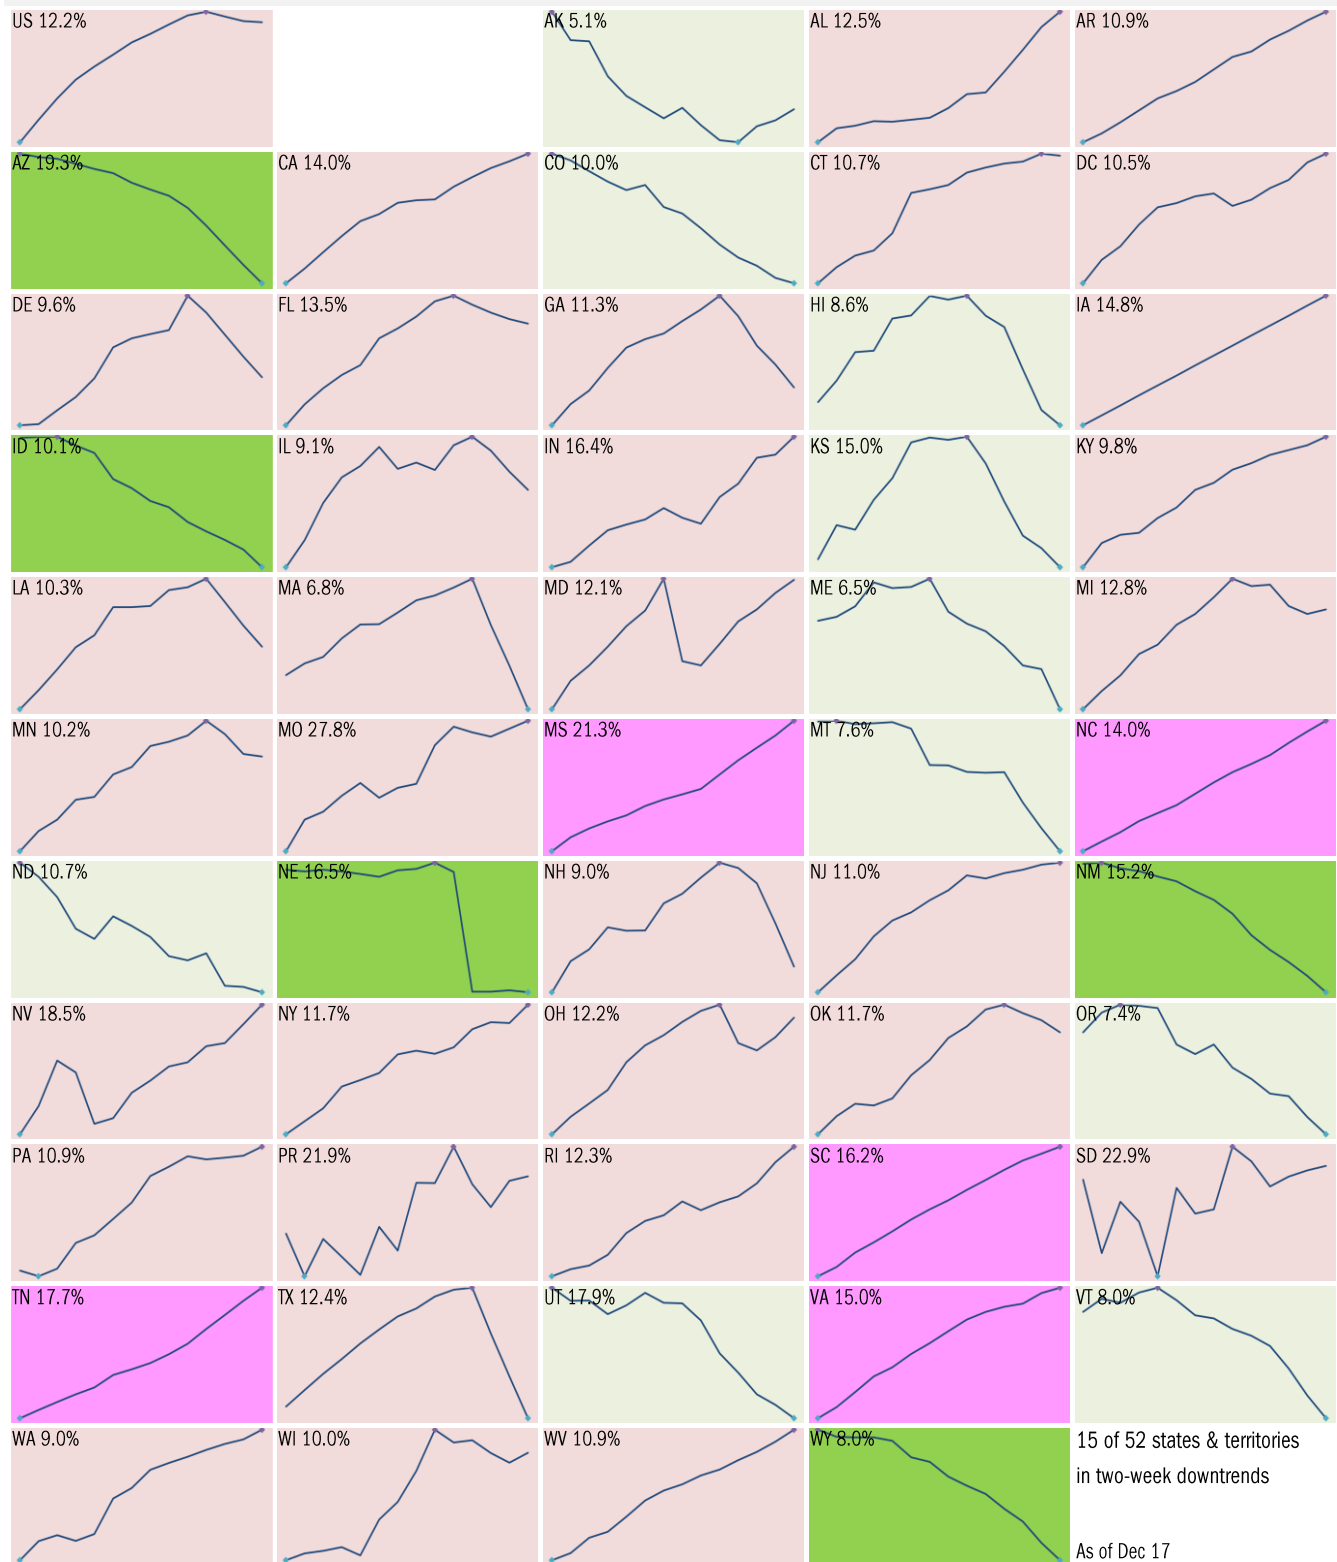 US 12.2%
AK 5.1%
AL 12.5%
AR 10.9%
AZ 19.3%
CA 14.0%
CO 10.0%
CT 10.7%
DC 10.5%
DE 9.6%
FL 13.5%
GA 11.3%
HI 8.6%
IA 14.8%
ID 10.1%
IL 9.1%
IN 16.4%
KS 15.0%
KY 9.8%
LA 10.3%
MA 6.8%
MD 12.1%
ME 6.5%
MI 12.8%
MN 10.2%
MO 27.8%
MS 21.3%
MT 7.6%
NC 14.0%
ND 10.7%
NE 16.5%
NH 9.0%
NJ 11.0%
NM 15.2%
NV 18.5%
NY 11.7%
OH 12.2%
OK 11.7%
OR 7.4%
PA 10.9%
PR 21.9%
RI 12.3%
SC 16.2%
SD 22.9%
TN 17.7%
TX 12.4%
UT 17.9%
VA 15.0%
VT 8.0%
WA 9.0%
WI 10.0%
WV 10.9%
WY 8.0%
15 of 52 states & territories
in two-week downtrends
As of Dec 17